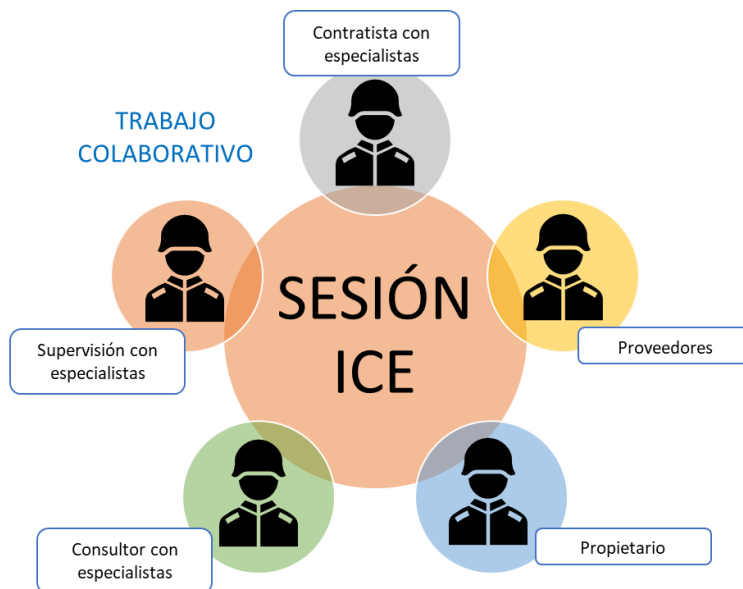 Contratista con
especialistas
TRABAJO
COLABORATIVO
SESIÓN
ICE
Supervisión con
especialistas
Proveedores
Consultor con
especialistas
Propietario